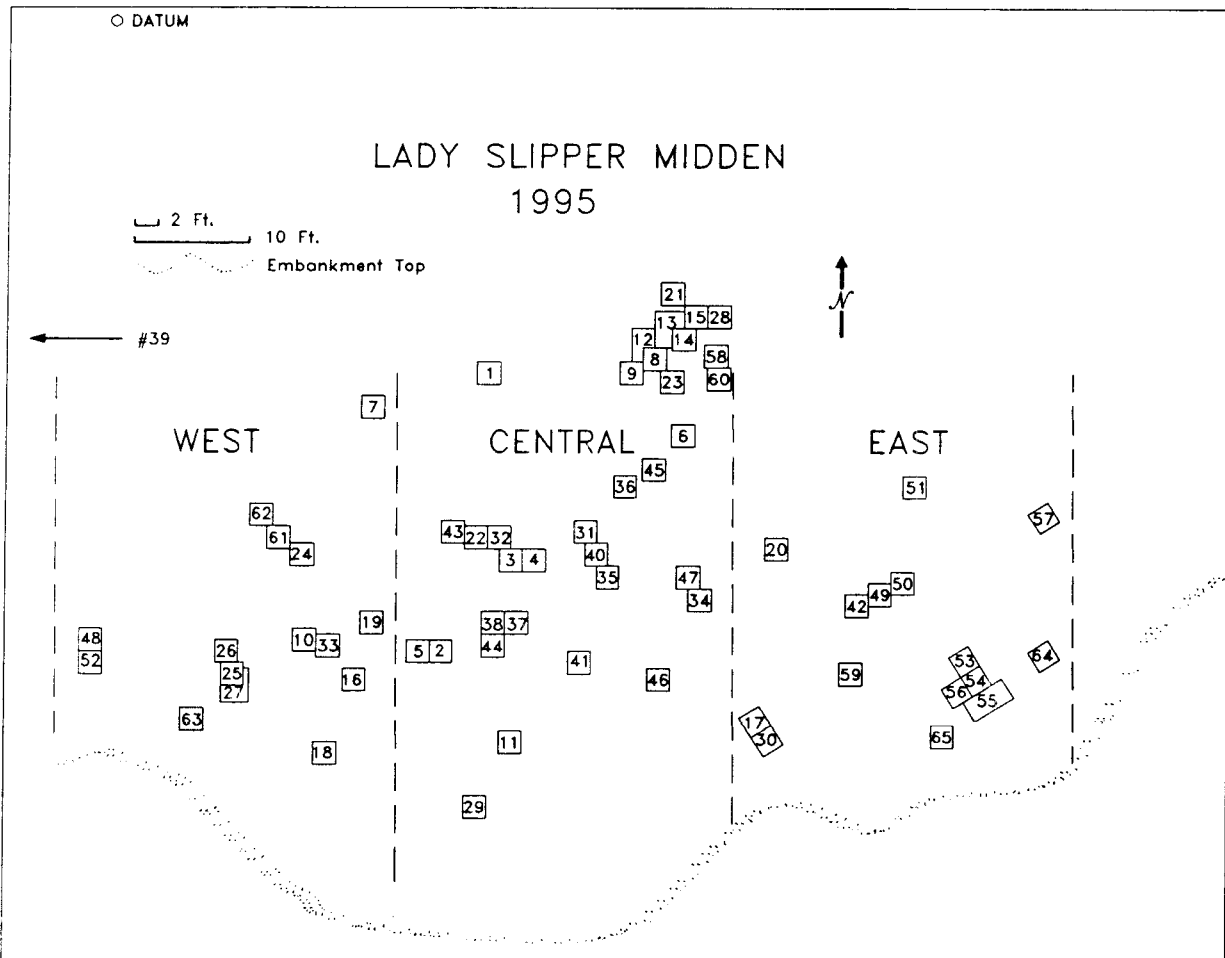 DATUM
LADY SLIPPER MIDDEN
1995
2 Ft.
10 Ft.
Embankment Top
N
#39
21
13 15 28
12 14
8 58
1 9 23 60
7
6
WEST CENTRAL EAST
45
36 51
62 57
43 31
61 22 32
24 3 4 40 20
35 47 50
34 49
42
19 38 37
48 10 33 44
26 5 2
52 41 53 64
25 16 46 59 54
27 56 55
63 17
18 11 30 65
29